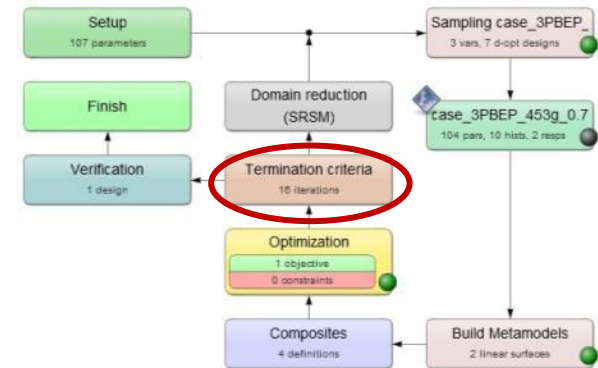 Setup
107 parameters
Sampling case_3PBEP_
3 vars, 7 d-opt designs
Finish
Domain reduction
(SRSM)
case_3PBEP_453g_0.7
104 pars, 10 hists, 2 resps
Verification
1 design
Termination criteria
16 iterations
Optimization
1 objective
0 constraints
Composites
4 definitions
Build Metamodels
2 linear surfaces